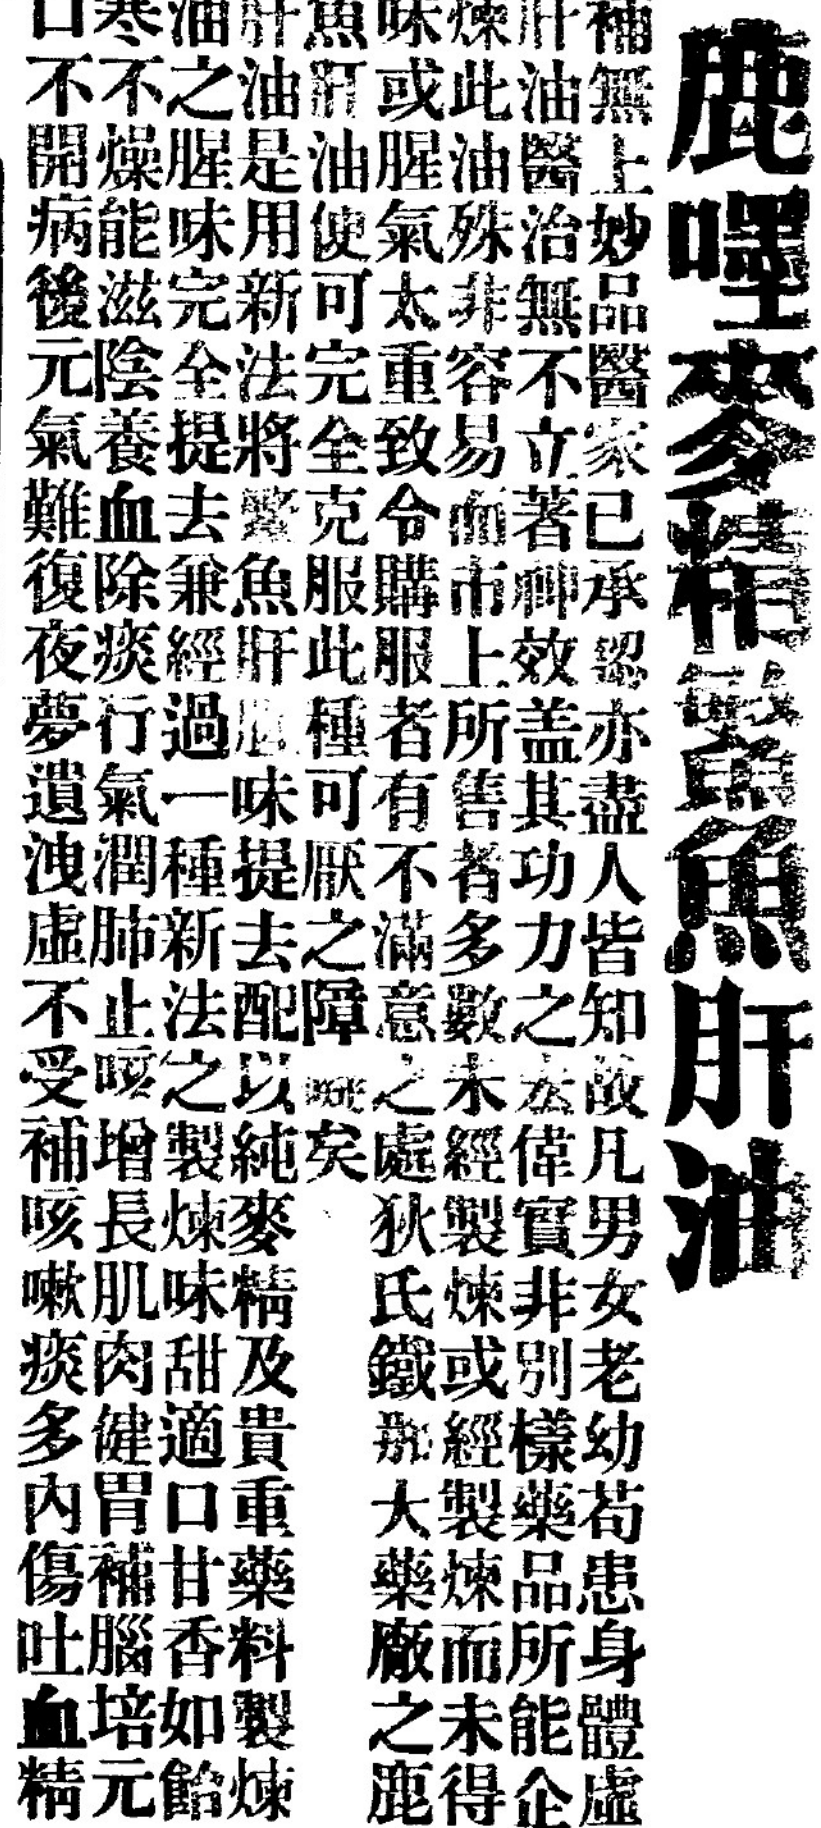 鹿嘜麥精鱉魚肝油
補無上妙品醫家已承認亦盡人皆知故凡男女老幼苟患身體虛
肝油醫治無不立著神效盖其功力之宏偉實非別樣藥品所能企
煉此油殊非容易而市上所售者多數未經製煉或經製煉而未得
味或腥氣太重致令購服者有不滿意之處狄氏鐵大藥廠之鹿
魚肝油便可完全克服此種可厭之障矣
肝油是用新法將鱉魚肝味提去配以純麥精及貴重藥料製煉
油之腥味完全提去兼經過一種新法之製煉味甜適口甘香如飴
寒不燥能滋陰養血除痰行氣潤肺止咳增長肌肉健胃補腦培元
口不開病後元氣難復夜夢遺洩虛不受補咳嗽痰多內傷吐血精